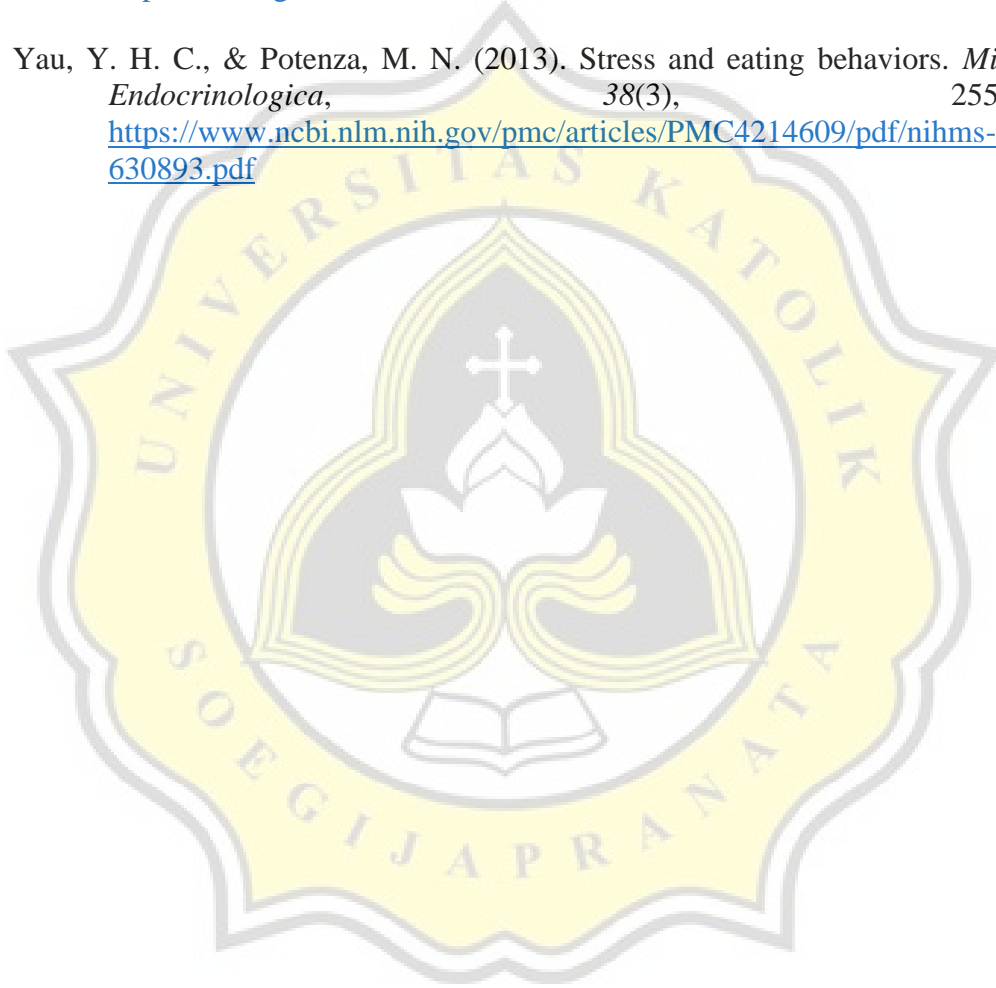 Yau, Y. H. C., & Potenza, M. N. (2013). Stress and eating behaviors. Mi
Endocrinologica, 38(3), 255
https://www.ncbi.nlm.nih.gov/pmc/articles/PMC4214609/pdf/nihms-
630893.pdf
UNIVERSITAS KATOLIK
SOEGIJAPRANATA